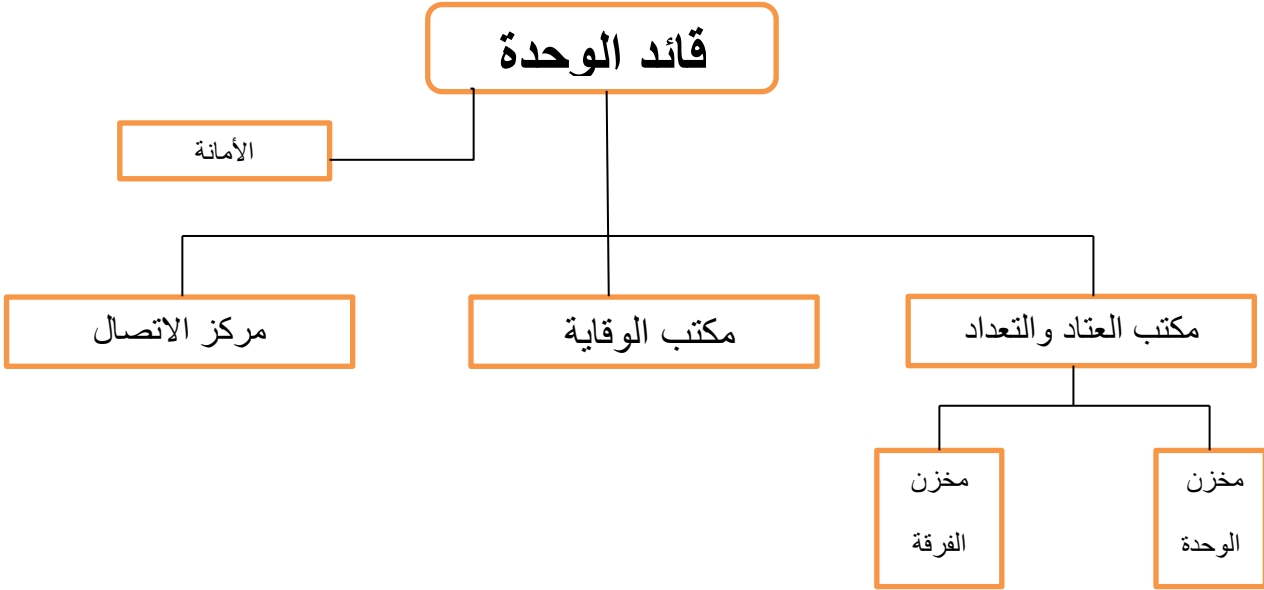 قائد الوحدة
الأمانة
مكتب العتاد والتعداد
مكتب الوقاية
مركز الاتصال
مخزن
الوحدة
مخزن
الفرقة